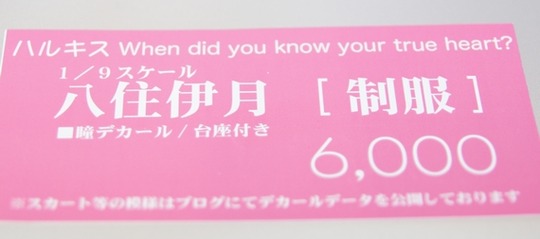 ハルキス When did you know your true heart?
1/9スケール
八住伊月 [制服]
■瞳デカール/台座付き
6,000
※スカート等の模様はブログにてデカールデータを公開しております